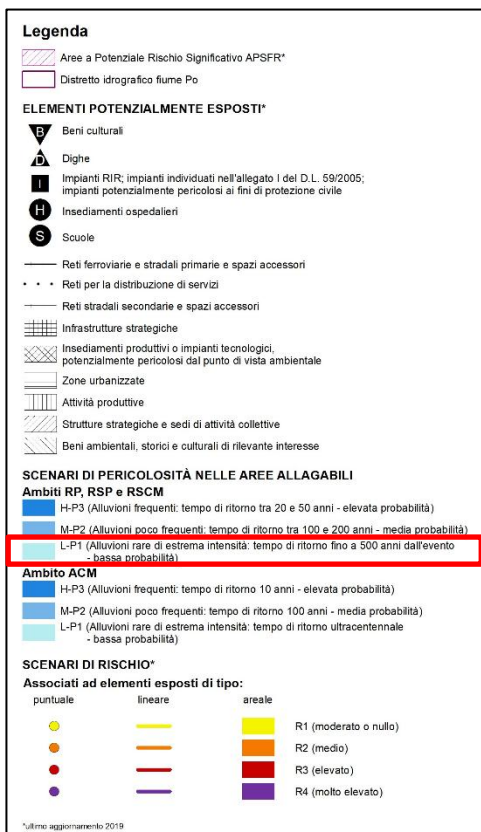 Legenda
Aree a Potenziale Rischio Significativo APSFR*
Distretto idrografico fiume Po
ELEMENTI POTENZIALMENTE ESPOSTI*
B Beni culturali
D Dighe
I Impianti RIR; impianti individuati nell'allegato I del D.L. 59/2005;
impianti potenzialmente pericolosi ai fini di protezione civile
H Insediamenti ospedalieri
S Scuole
Reti ferroviarie e stradali primarie e spazi accessori
Reti per la distribuzione di servizi
Reti stradali secondarie e spazi accessori
Infrastrutture strategiche
Insediamenti produttivi o impianti tecnologici,
potenzialmente pericolosi dal punto di vista ambientale
Zone urbanizzate
Attività produttive
Strutture strategiche e sedi di attività collettive
Beni ambientali, storici e culturali di rilevante interesse
SCENARI DI PERICOLOSITÀ NELLE AREE ALLAGABILI
Ambiti RP, RSP e RSCM
H-P3 (Alluvioni frequenti: tempo di ritorno tra 20 e 50 anni - elevata probabilità)
M-P2 (Alluvioni poco frequenti: tempo di ritorno tra 100 e 200 anni - media probabilità)
L-P1 (Alluvioni rare di estrema intensità: tempo di ritorno fino a 500 anni dall'evento
- bassa probabilità)
Ambito ACM
H-P3 (Alluvioni frequenti: tempo di ritorno 10 anni - elevata probabilità)
M-P2 (Alluvioni poco frequenti: tempo di ritorno 100 anni - media probabilità)
L-P1 (Alluvioni rare di estrema intensità: tempo di ritorno ultracentennale
- bassa probabilità)
SCENARI DI RISCHIO*
Associati ad elementi esposti di tipo:
puntuale lineare areale
R1 (moderato o nullo)
R2 (medio)
R3 (elevato)
R4 (molto elevato)
*ultimo aggiornamento 2019